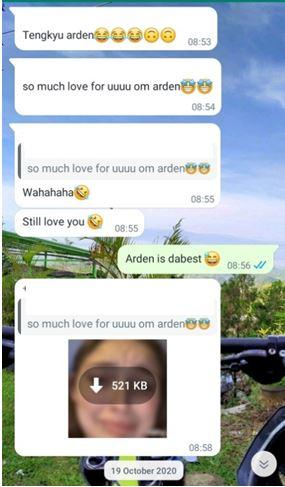 Tengkyu arden😂😂😂🙃🙃
08:53
so much love for uuuu om arden😇😇
08:54
so much love for uuuu om arden😇😇
Wahahaha🤣
08:55
Still love you 🤣
08:55
Arden is dabest 😅
08:56
so much love for uuuu om arden😇😇
521 KB
08:58
19 October 2020